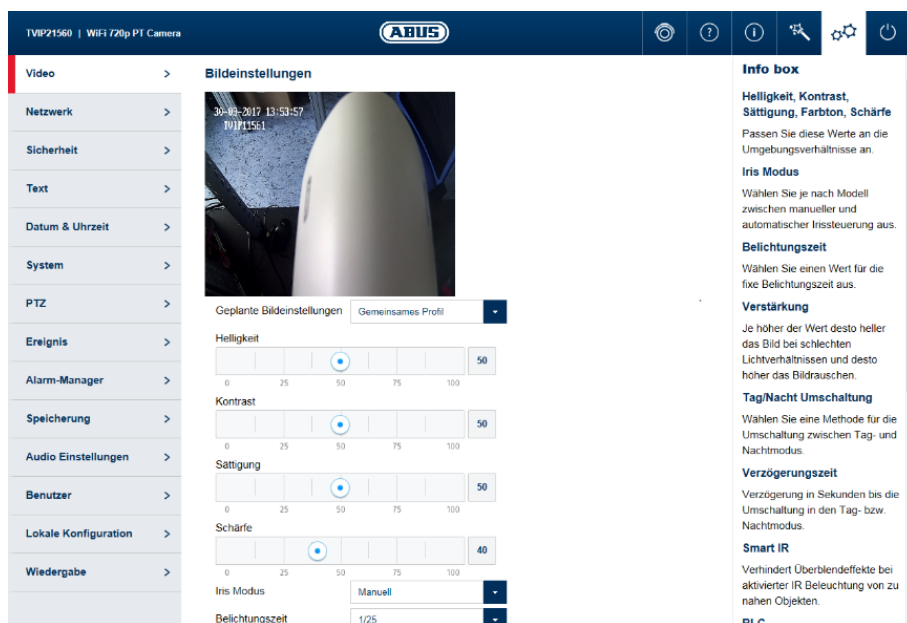 TVIP21560 | WiFi 720p PT Camera
ABUS
Video >
Netzwerk >
Sicherheit >
Text >
Datum & Uhrzeit >
System >
PTZ >
Ereignis >
Alarm-Manager >
Speicherung >
Audio Einstellungen >
Benutzer >
Lokale Konfiguration >
Wiedergabe >
Bildeinstellungen
30-03-2017 13:53:57
TVIP11561
Geplante Bildeinstellungen Gemeinsames Profil
Helligkeit
50
0 25 50 75 100
Kontrast
50
0 25 50 75 100
Sättigung
50
0 25 50 75 100
Schärfe
40
0 25 50 75 100
Iris Modus Manuell
Belichtungszeit 1/25
Info box
Helligkeit, Kontrast,
Sättigung, Farbton, Schärfe
Passen Sie diese Werte an die
Umgebungsverhältnisse an.
Iris Modus
Wählen Sie je nach Modell
zwischen manueller und
automatischer Irissteuerung aus.
Belichtungszeit
Wählen Sie einen Wert für die
fixe Belichtungszeit aus.
Verstärkung
Je höher der Wert desto heller
das Bild bei schlechten
Lichtverhältnissen und desto
höher das Bildrauschen.
Tag/Nacht Umschaltung
Wählen Sie eine Methode für die
Umschaltung zwischen Tag- und
Nachtmodus.
Verzögerungszeit
Verzögerung in Sekunden bis die
Umschaltung in den Tag- bzw.
Nachtmodus.
Smart IR
Verhindert Überblendeffekte bei
aktivierter IR Beleuchtung von zu
nahen Objekten.